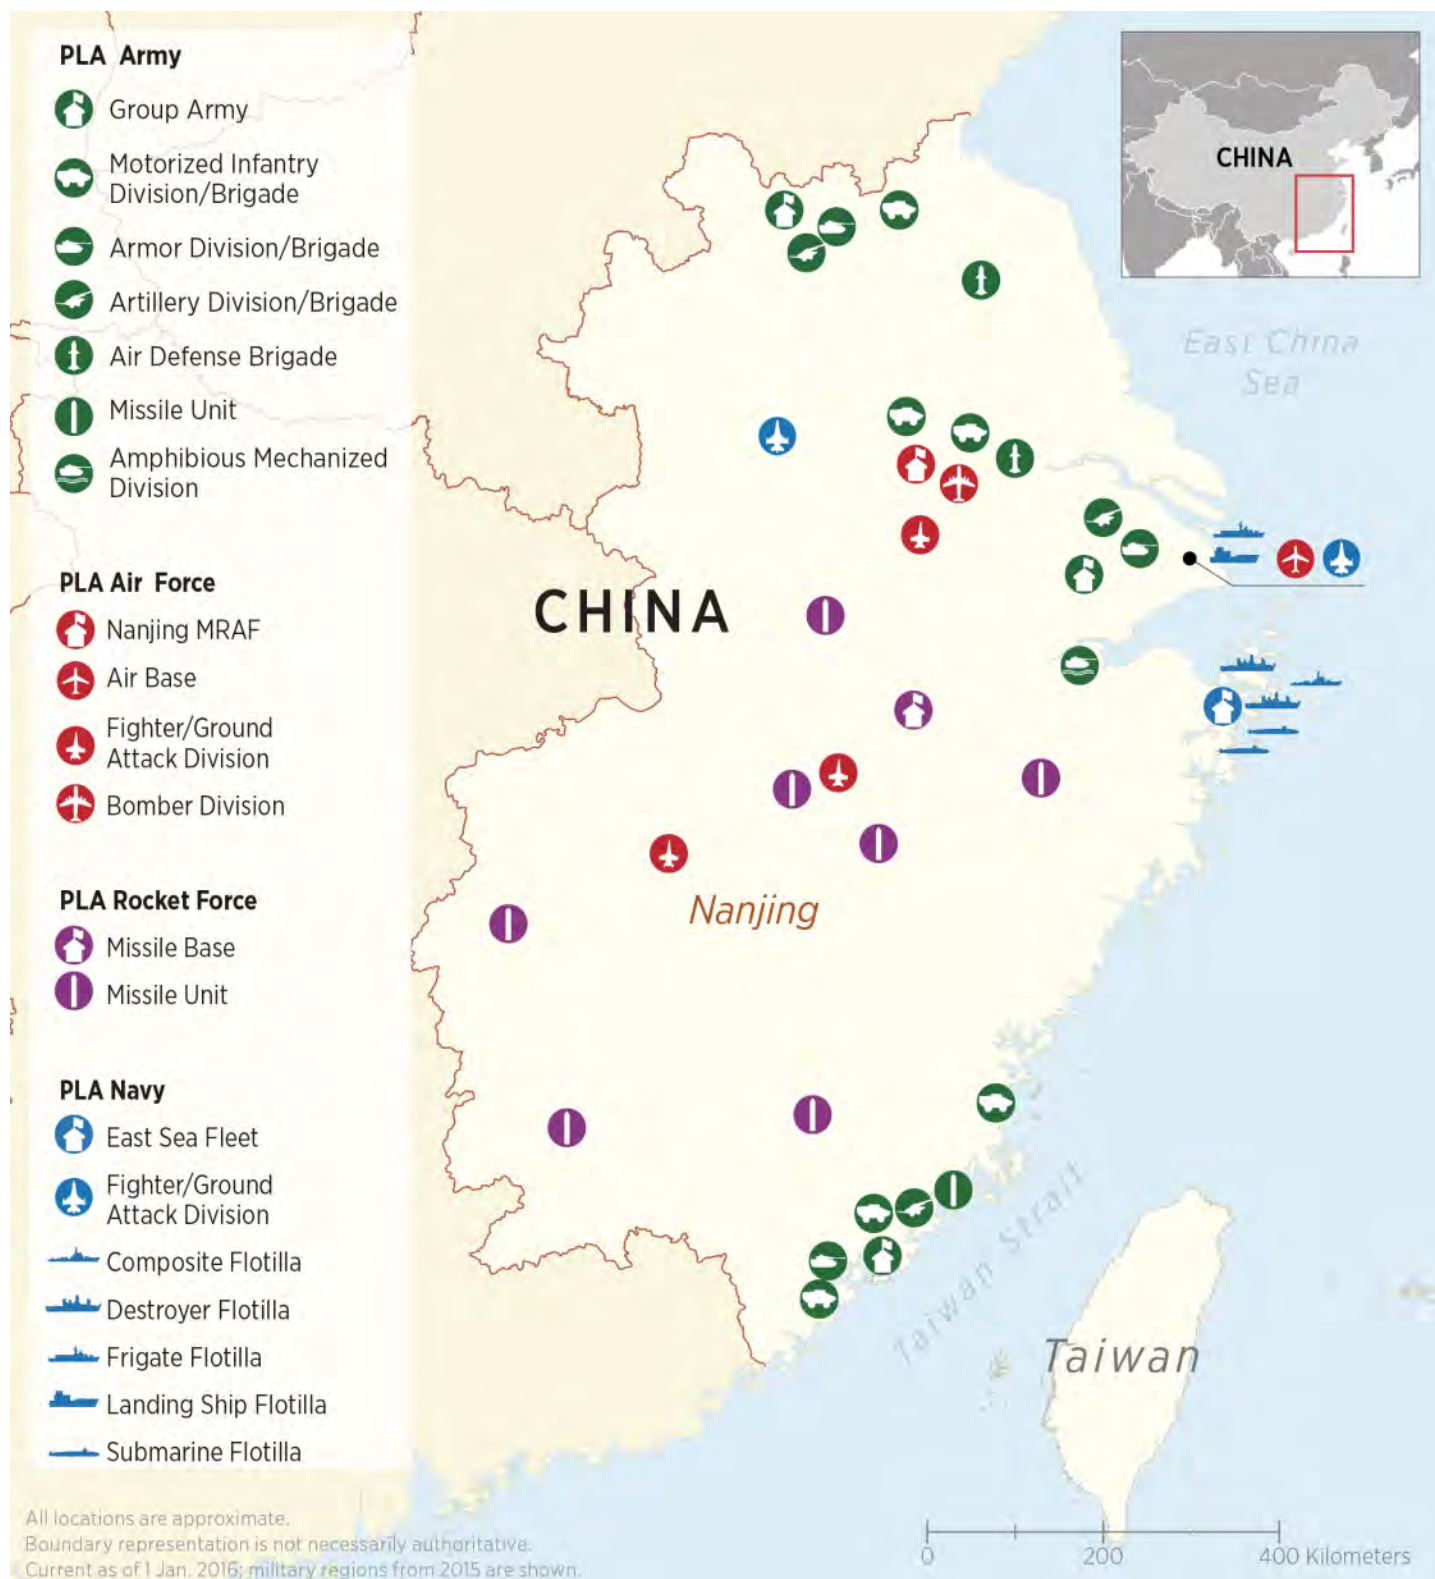 PLA Army
Group Army
Motorized Infantry
Division/Brigade
Armor Division/Brigade
Artillery Division/Brigade
Air Defense Brigade
Missile Unit
Amphibious Mechanized
Division
PLA Air Force
Nanjing MRAF
Air Base
Fighter/Ground
Attack Division
Bomber Division
PLA Rocket Force
Missile Base
Missile Unit
PLA Navy
East Sea Fleet
Fighter/Ground
Attack Division
Composite Flotilla
Destroyer Flotilla
Frigate Flotilla
Landing Ship Flotilla
Submarine Flotilla
All locations are approximate.
Boundary representation is not necessarily authoritative.
Current as of 1 Jan. 2016; military regions from 2015 are shown.
CHINA
East China
Sea
CHINA
Nanjing
Taiwan Strait
Taiwan
0 200 400 Kilometers